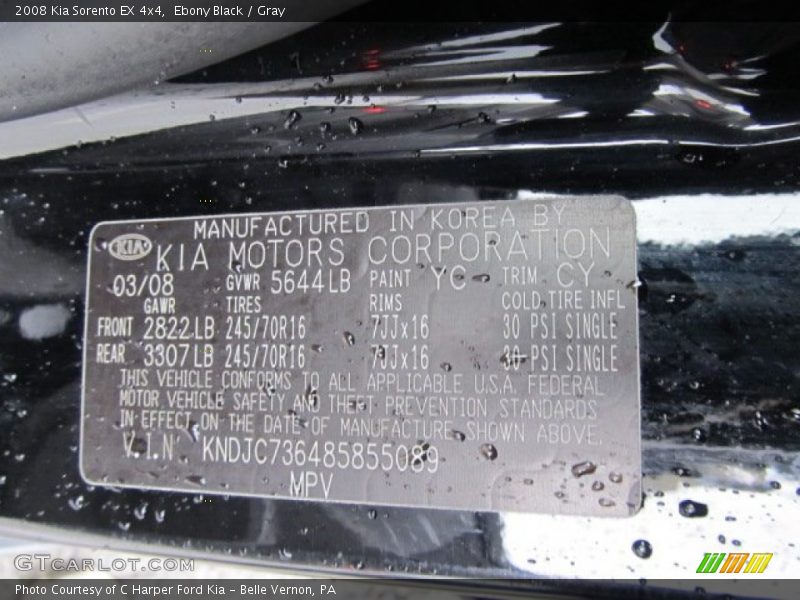 2008 Kia Sorento EX 4x4, Ebony Black / Gray
MANUFACTURED IN KOREA BY
KIA KIA MOTORS CORPORATION
03/08 GVWR 5644LB PAINT YC TRIM CY
GAWR TIRES RIMS COLD TIRE INFL
FRONT 2822LB 245/70R16 7JJx16 30 PSI SINGLE
REAR 3307LB 245/70R16 7JJx16 30 PSI SINGLE
THIS VEHICLE CONFORMS TO ALL APPLICABLE U.S.A. FEDERAL
MOTOR VEHICLE SAFETY AND THEFT PREVENTION STANDARDS
IN EFFECT ON THE DATE OF MANUFACTURE SHOWN ABOVE.
V.I.N' KNDJC736485855089
MPV
GTCARLOT.COM
Photo Courtesy of C Harper Ford Kia - Belle Vernon, PA